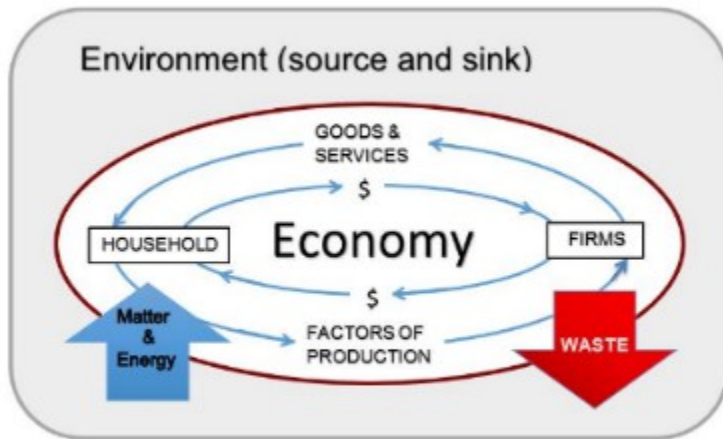 Environment (source and sink)
GOODS &
SERVICES
$
HOUSEHOLD
Economy
FIRMS
$
Matter
&
Energy
FACTORS OF
PRODUCTION
WASTE